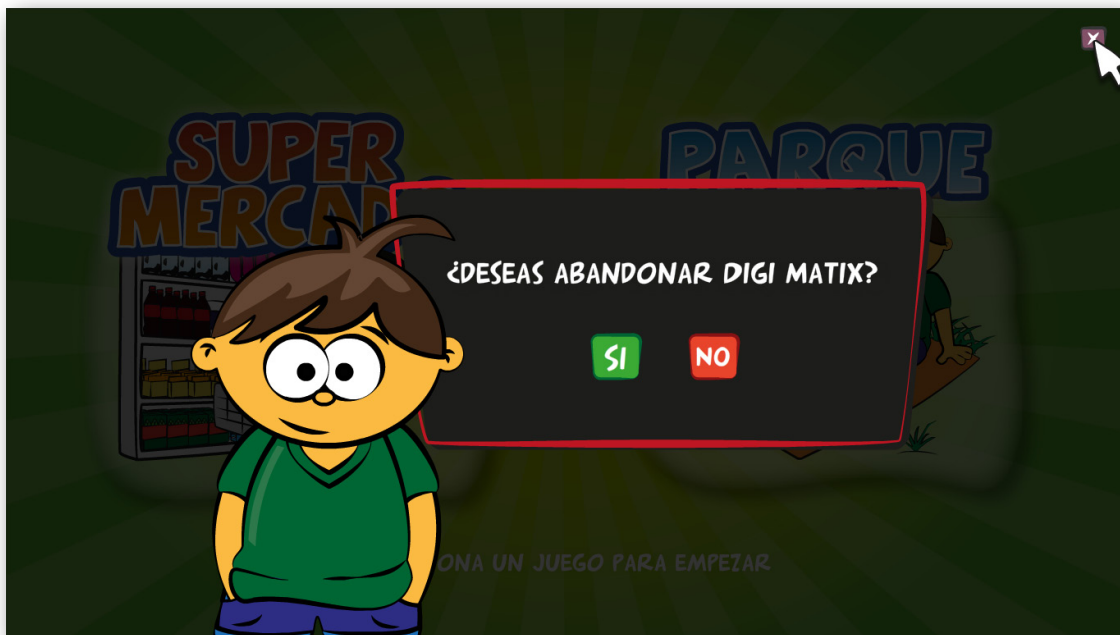 SUPER
MERCAD
PARQUE
¿DESEAS ABANDONAR DIGI MATIX?
SI
NO
ONA UN JUEGO PARA EMPEZAR